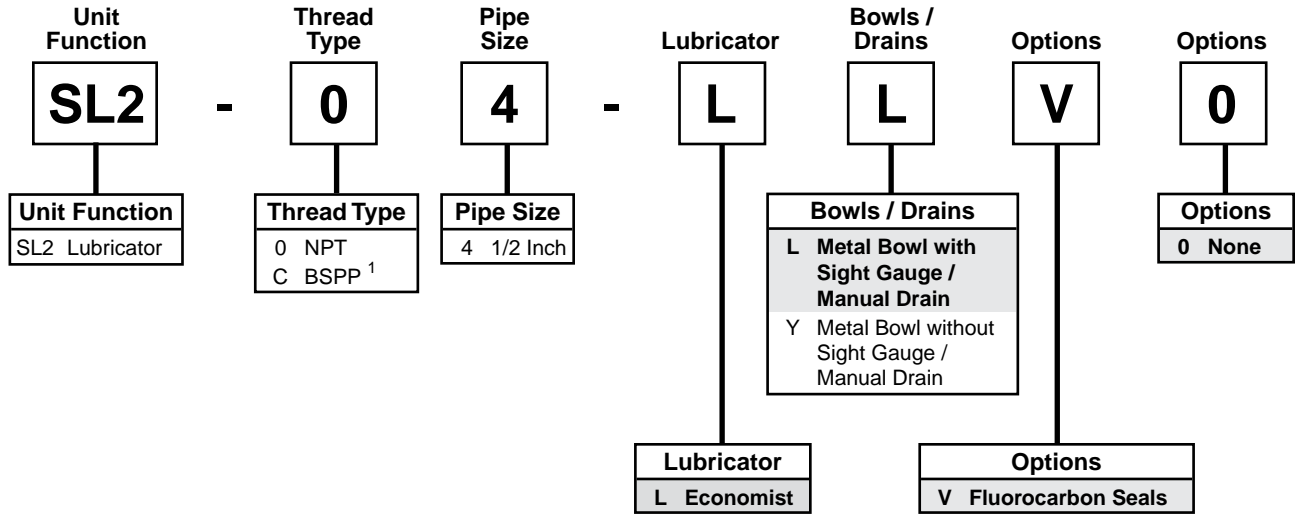 Unit
Function
Thread
Type
Pipe
Size
Lubricator
Bowls /
Drains
Options
Options
SL2 - 0 4 - L L V 0
Unit Function
SL2 Lubricator
Thread Type
0 NPT
C BSPP 1
Pipe Size
4 1/2 Inch
Bowls / Drains
L Metal Bowl with
Sight Gauge /
Manual Drain
Y Metal Bowl without
Sight Gauge /
Manual Drain
Options
0 None
Lubricator
L Economist
Options
V Fluorocarbon Seals